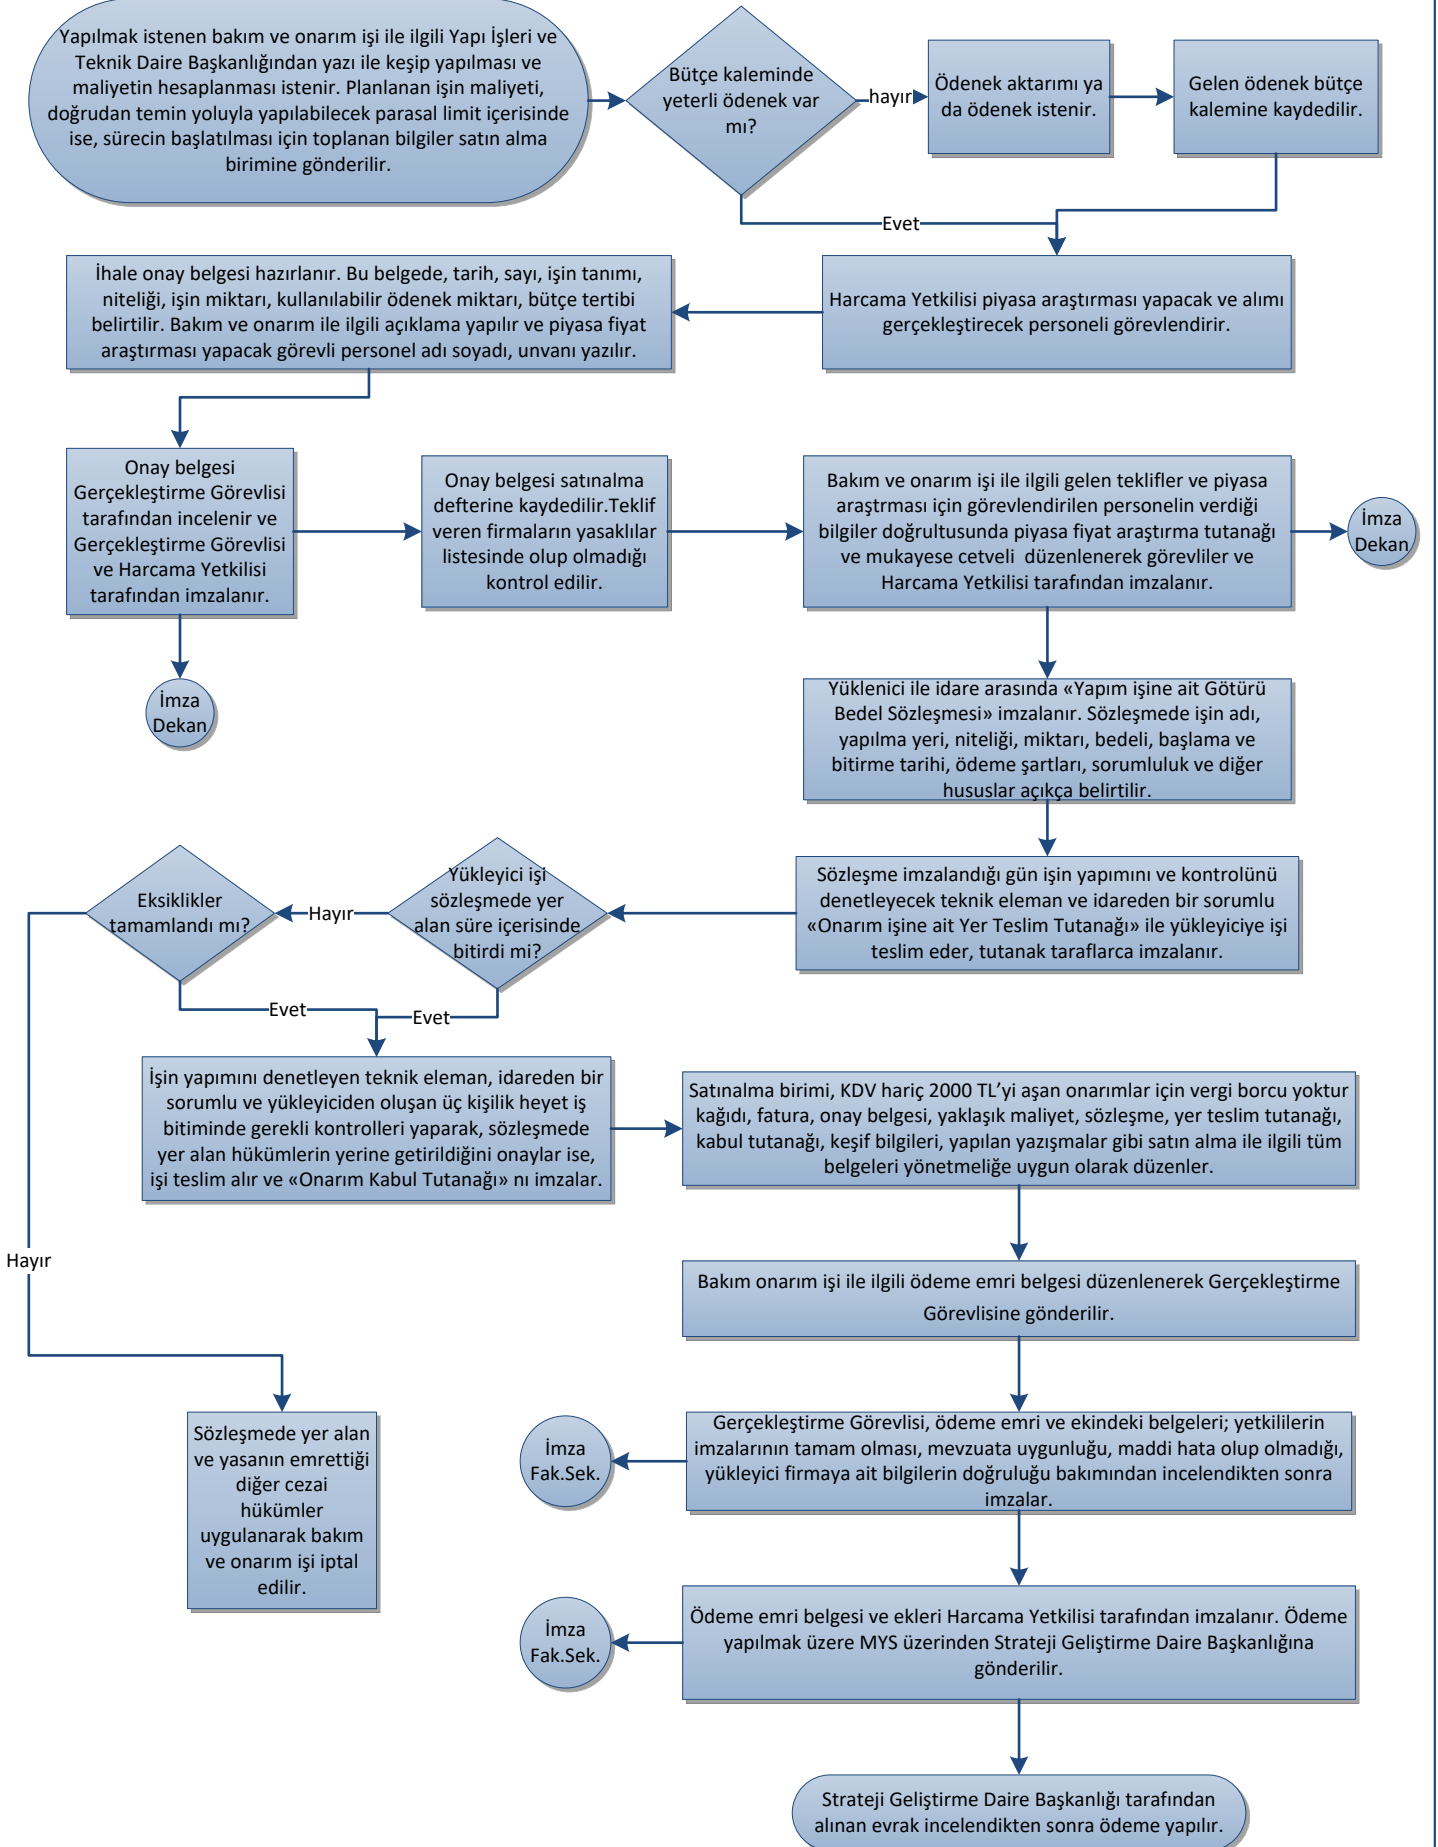 Yapılmak istenen bakım ve onarım işi ile ilgili Yapı İşleri ve
Teknik Daire Başkanlığından yazı ile keşip yapılması ve
maliyetin hesaplanması istenir. Planlanan işin maliyeti,
doğrudan temin yoluyla yapılabilecek parasal limit içerisinde
ise, sürecin başlatılması için toplanan bilgiler satın alma
birimine gönderilir.
Bütçe kaleminde
yeterli ödenek var
mı?
hayır
Ödenek aktarımı ya
da ödenek istenir.
Gelen ödenek bütçe
kalemine kaydedilir.
Evet
Harcama Yetkilisi piyasa araştırması yapacak ve alımı
gerçekleştirecek personeli görevlendirir.
İhale onay belgesi hazırlanır. Bu belgede, tarih, sayı, işin tanımı,
niteliği, işin miktarı, kullanılabilir ödenek miktarı, bütçe tertibi
belirtilir. Bakım ve onarım ile ilgili açıklama yapılır ve piyasa fiyat
araştırması yapacak görevli personel adı soyadı, unvanı yazılır.
Onay belgesi
Gerçekleştirme Görevlisi
tarafından incelenir ve
Gerçekleştirme Görevlisi
ve Harcama Yetkilisi
tarafından imzalanır.
İmza
Dekan
Onay belgesi satınalma
defterine kaydedilir.Teklif
veren firmaların yasaklılar
listesinde olup olmadığı
kontrol edilir.
Bakım ve onarım işi ile ilgili gelen teklifler ve piyasa
araştrması için görevlendirilen personelin verdiği
bilgiler doğrultusunda piyasa fiyat araştırma tutanağı
ve mukayese cetveli  düzenlenerek görevliler ve
Harcama Yetkilisi tarafından imzalanır.
İmza
Dekan
Yüklenici ile idare arasında «Yapım işine ait Götürü
Bedel Sözleşmesi» imzalanır. Sözleşmede işin adı,
yapılma yeri, niteliği, miktarı, bedeli, başlama ve
bitirme tarihi, ödeme şartları, sorumluluk ve diğer
hususlar açıkça belirtilir.
Sözleşme imzalandığı gün işin yapımını ve kontrolünü
denetleyecek teknik eleman ve idareden bir sorumlu
«Onarım işine ait Yer Teslim Tutanağı» ile yükleyiciye işi
teslim eder, tutanak taraflarca imzalanır.
Yükleyici işi
sözleşmede yer
alan süre içerisinde
bitirdi mi?
Hayır
Eksiklikler
tamamlandı mı?
Evet
Evet
İşin yapımını denetleyen teknik eleman, idareden bir
sorumlu ve yükleyiciden oluşan üç kişilik heyet iş
bitiminde gerekli kontrolleri yaparak, sözleşmede
yer alan hükümlerin yerine getirildiğini onaylar ise,
işi teslim alır ve «Onarım Kabul Tutanağı» nı imzalar.
Satınalma birimi, KDV hariç 2000 TL’yi aşan onarımlar için vergi borcu yoktur
kağıdı, fatura, onay belgesi, yaklaşık maliyet, sözleşme, yer teslim tutanağı,
kabul tutanağı, keşif bilgileri, yapılan yazışmalar gibi satın alma ile ilgili tüm
belgeleri yönetmeliğe uygun olarak düzenler.
Hayır
Bakım onarım işi ile ilgili ödeme emri belgesi düzenlenerek Gerçekleştirme
Görevlisine gönderilir.
Sözleşmede yer alan
ve yasanın emrettiği
diğer cezai
hükümler
uygulanarak bakım
ve onarım işi iptal
edilir.
İmza
Fak.Sek.
Gerçekleştirme Görevlisi, ödeme emri ve ekindeki belgeleri; yetkililerin
imzalarının tamam olması, mevzuata uygunluğu, maddi hata olup olmadığı,
yükleyici firmaya ait bilgilerin doğruluğu bakımından incelendikten sonra
imzalar.
İmza
Fak.Sek.
Ödeme emri belgesi ve ekleri Harcama Yetkilisi tarafından imzalanır. Ödeme
yapılmak üzere MYS üzerinden Strateji Geliştirme Daire Başkanlığına
gönderilir.
Strateji Geliştirme Daire Başkanlığı tarafından
alınan evrak incelendikten sonra ödeme yapılır.